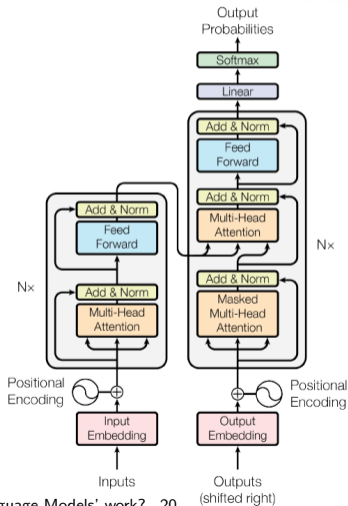 Output
Probabilities
Softmax
Linear
Add & Norm
Feed
Forward
Add & Norm
Multi-Head
Attention
Nx
Add & Norm
Masked
Multi-Head
Attention
Add & Norm
Feed
Forward
Nx
Add & Norm
Multi-Head
Attention
Positional
Encoding
Positional
Encoding
Input
Embedding
Output
Embedding
Inputs
Outputs
(shifted right)
Models' work? 20